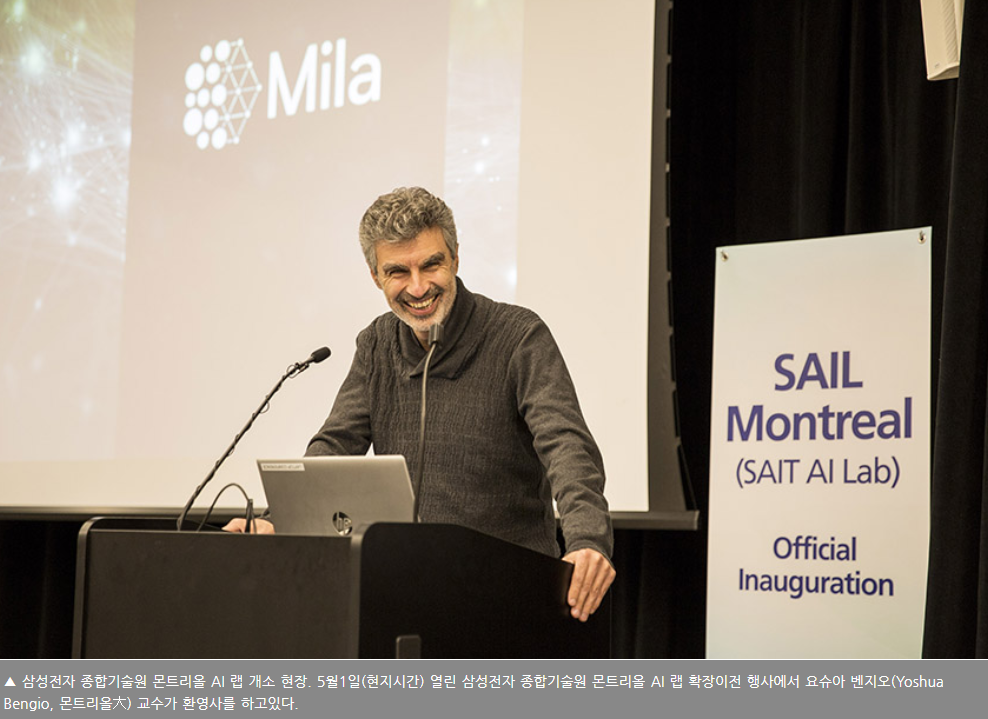 Mila
SAIL
Montreal
(SAIT AI Lab)
Official
Inauguration
hp
▲ 삼성전자 종합기술원 몬트리올 AI 랩 개소 현장. 5월1일(현지시간) 열린 삼성전자 종합기술원 몬트리올 AI 랩 확장이전 행사에서 요슈아 벤지오(Yoshua
Bengio, 몬트리올大) 교수가 환영사를 하고있다.